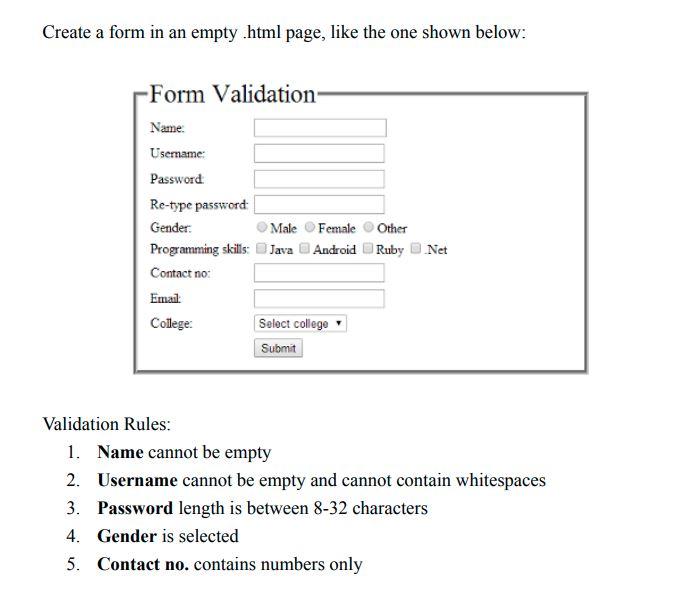 Create a form in an empty .html page, like the one shown below:
Form Validation
Name:
Username:
Password:
Re-type password:
Gender: Male Female Other
Programming skills: Java Android Ruby .Net
Contact no:
Email:
College: Select college
Submit
Validation Rules:
1. Name cannot be empty
2. Username cannot be empty and cannot contain whitespaces
3. Password length is between 8-32 characters
4. Gender is selected
5. Contact no. contains numbers only